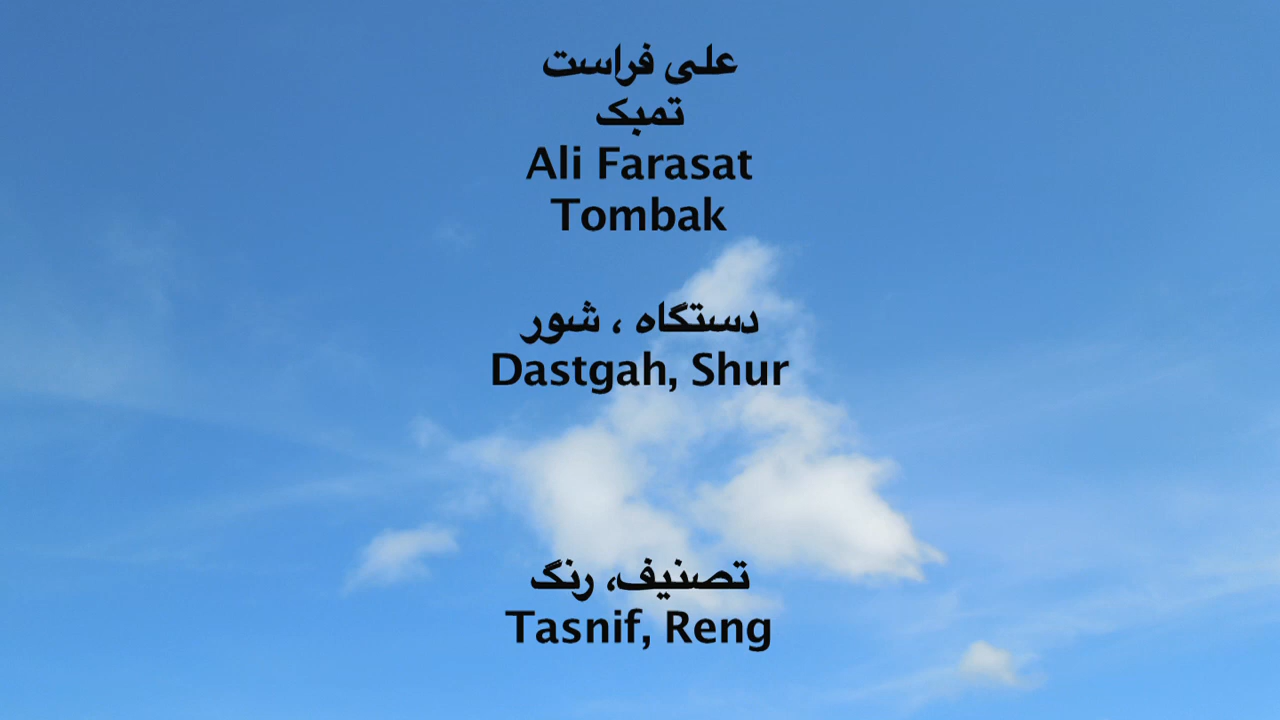 علی فراست
تمبک
Ali Farasat
Tombak
دستگاه ، شور
Dastgah, Shur
تصنیف، رنگ
Tasnif, Reng